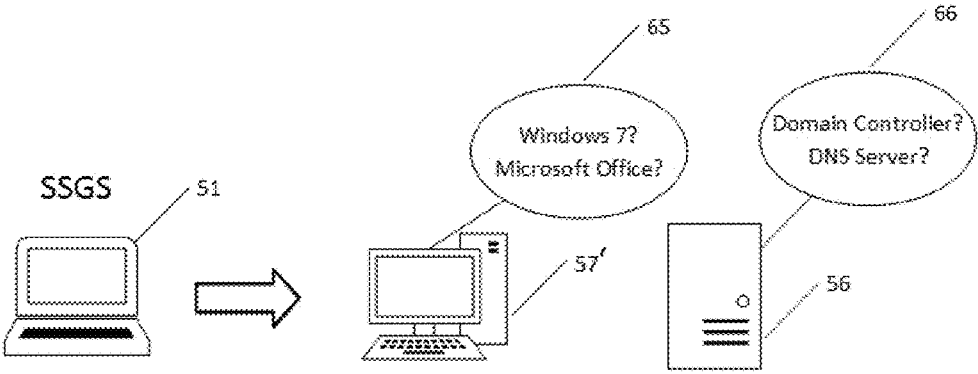 65
66
Windows 7?
Microsoft Office?
Domain Controller?
DNS Server?
SSGS
51
57′
56